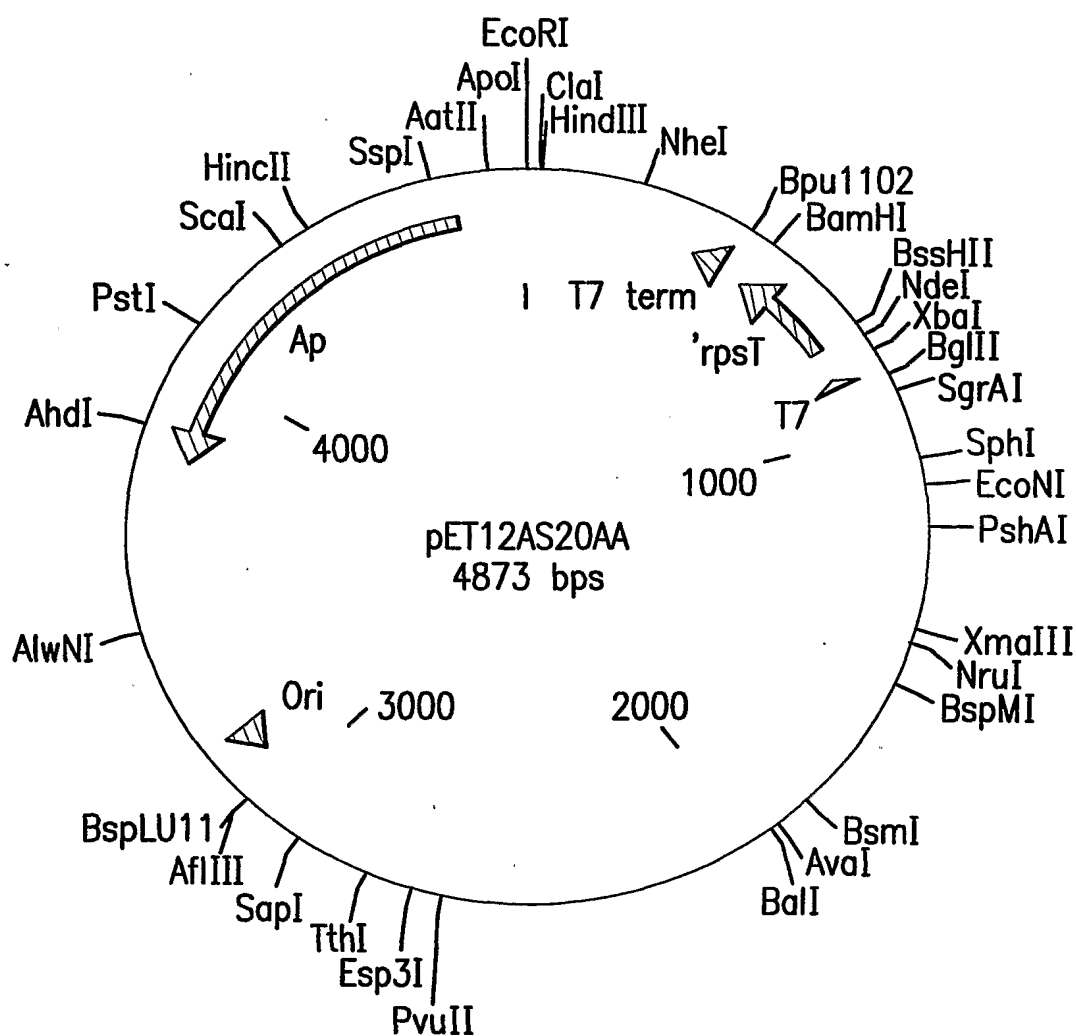 EcoRI
ApoI
ClaI
AatII
HindIII
SspI
NheI
HincII
Bpu1102
ScaI
BamHI
BssHII
PstI
I T7 term
NdeI
XbaI
Ap
'rpsT
BglII
SgrAI
AhdI
T7
4000
SphI
1000
EcoNI
pET12AS20AA
PshAI
4873 bps
AlwNI
XmaIII
NruI
Ori
3000
2000
BspMI
BspLU11
BsmI
AflIII
AvaI
SapI
BalI
TthI
Esp3I
PvuII